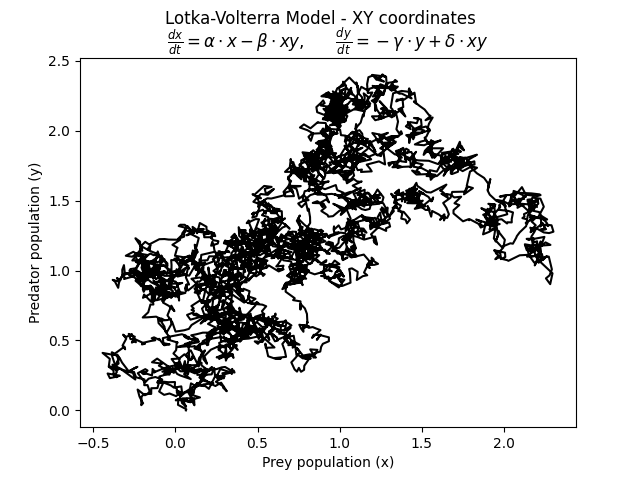 Lotka-Volterra Model - XY coordinates
dx/dt = α · x − β · xy, dy/dt = −γ · y + δ · xy
2.5
2.0
1.5
1.0
0.5
0.0
Predator population (y)
−0.5 0.0 0.5 1.0 1.5 2.0
Prey population (x)